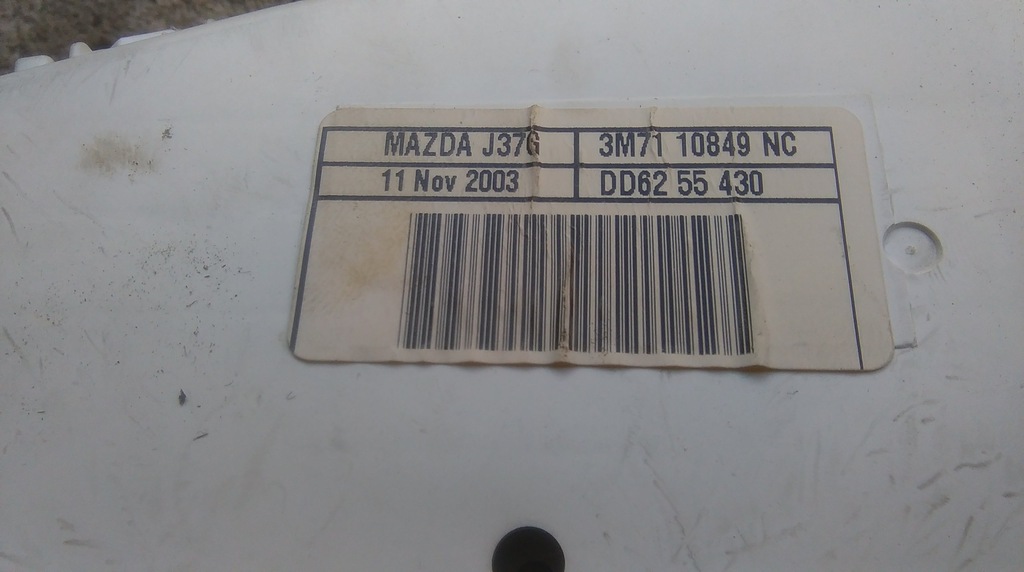 MAZDA J37G 3M71 10849 NC
11 Nov 2003 DD62 55 430